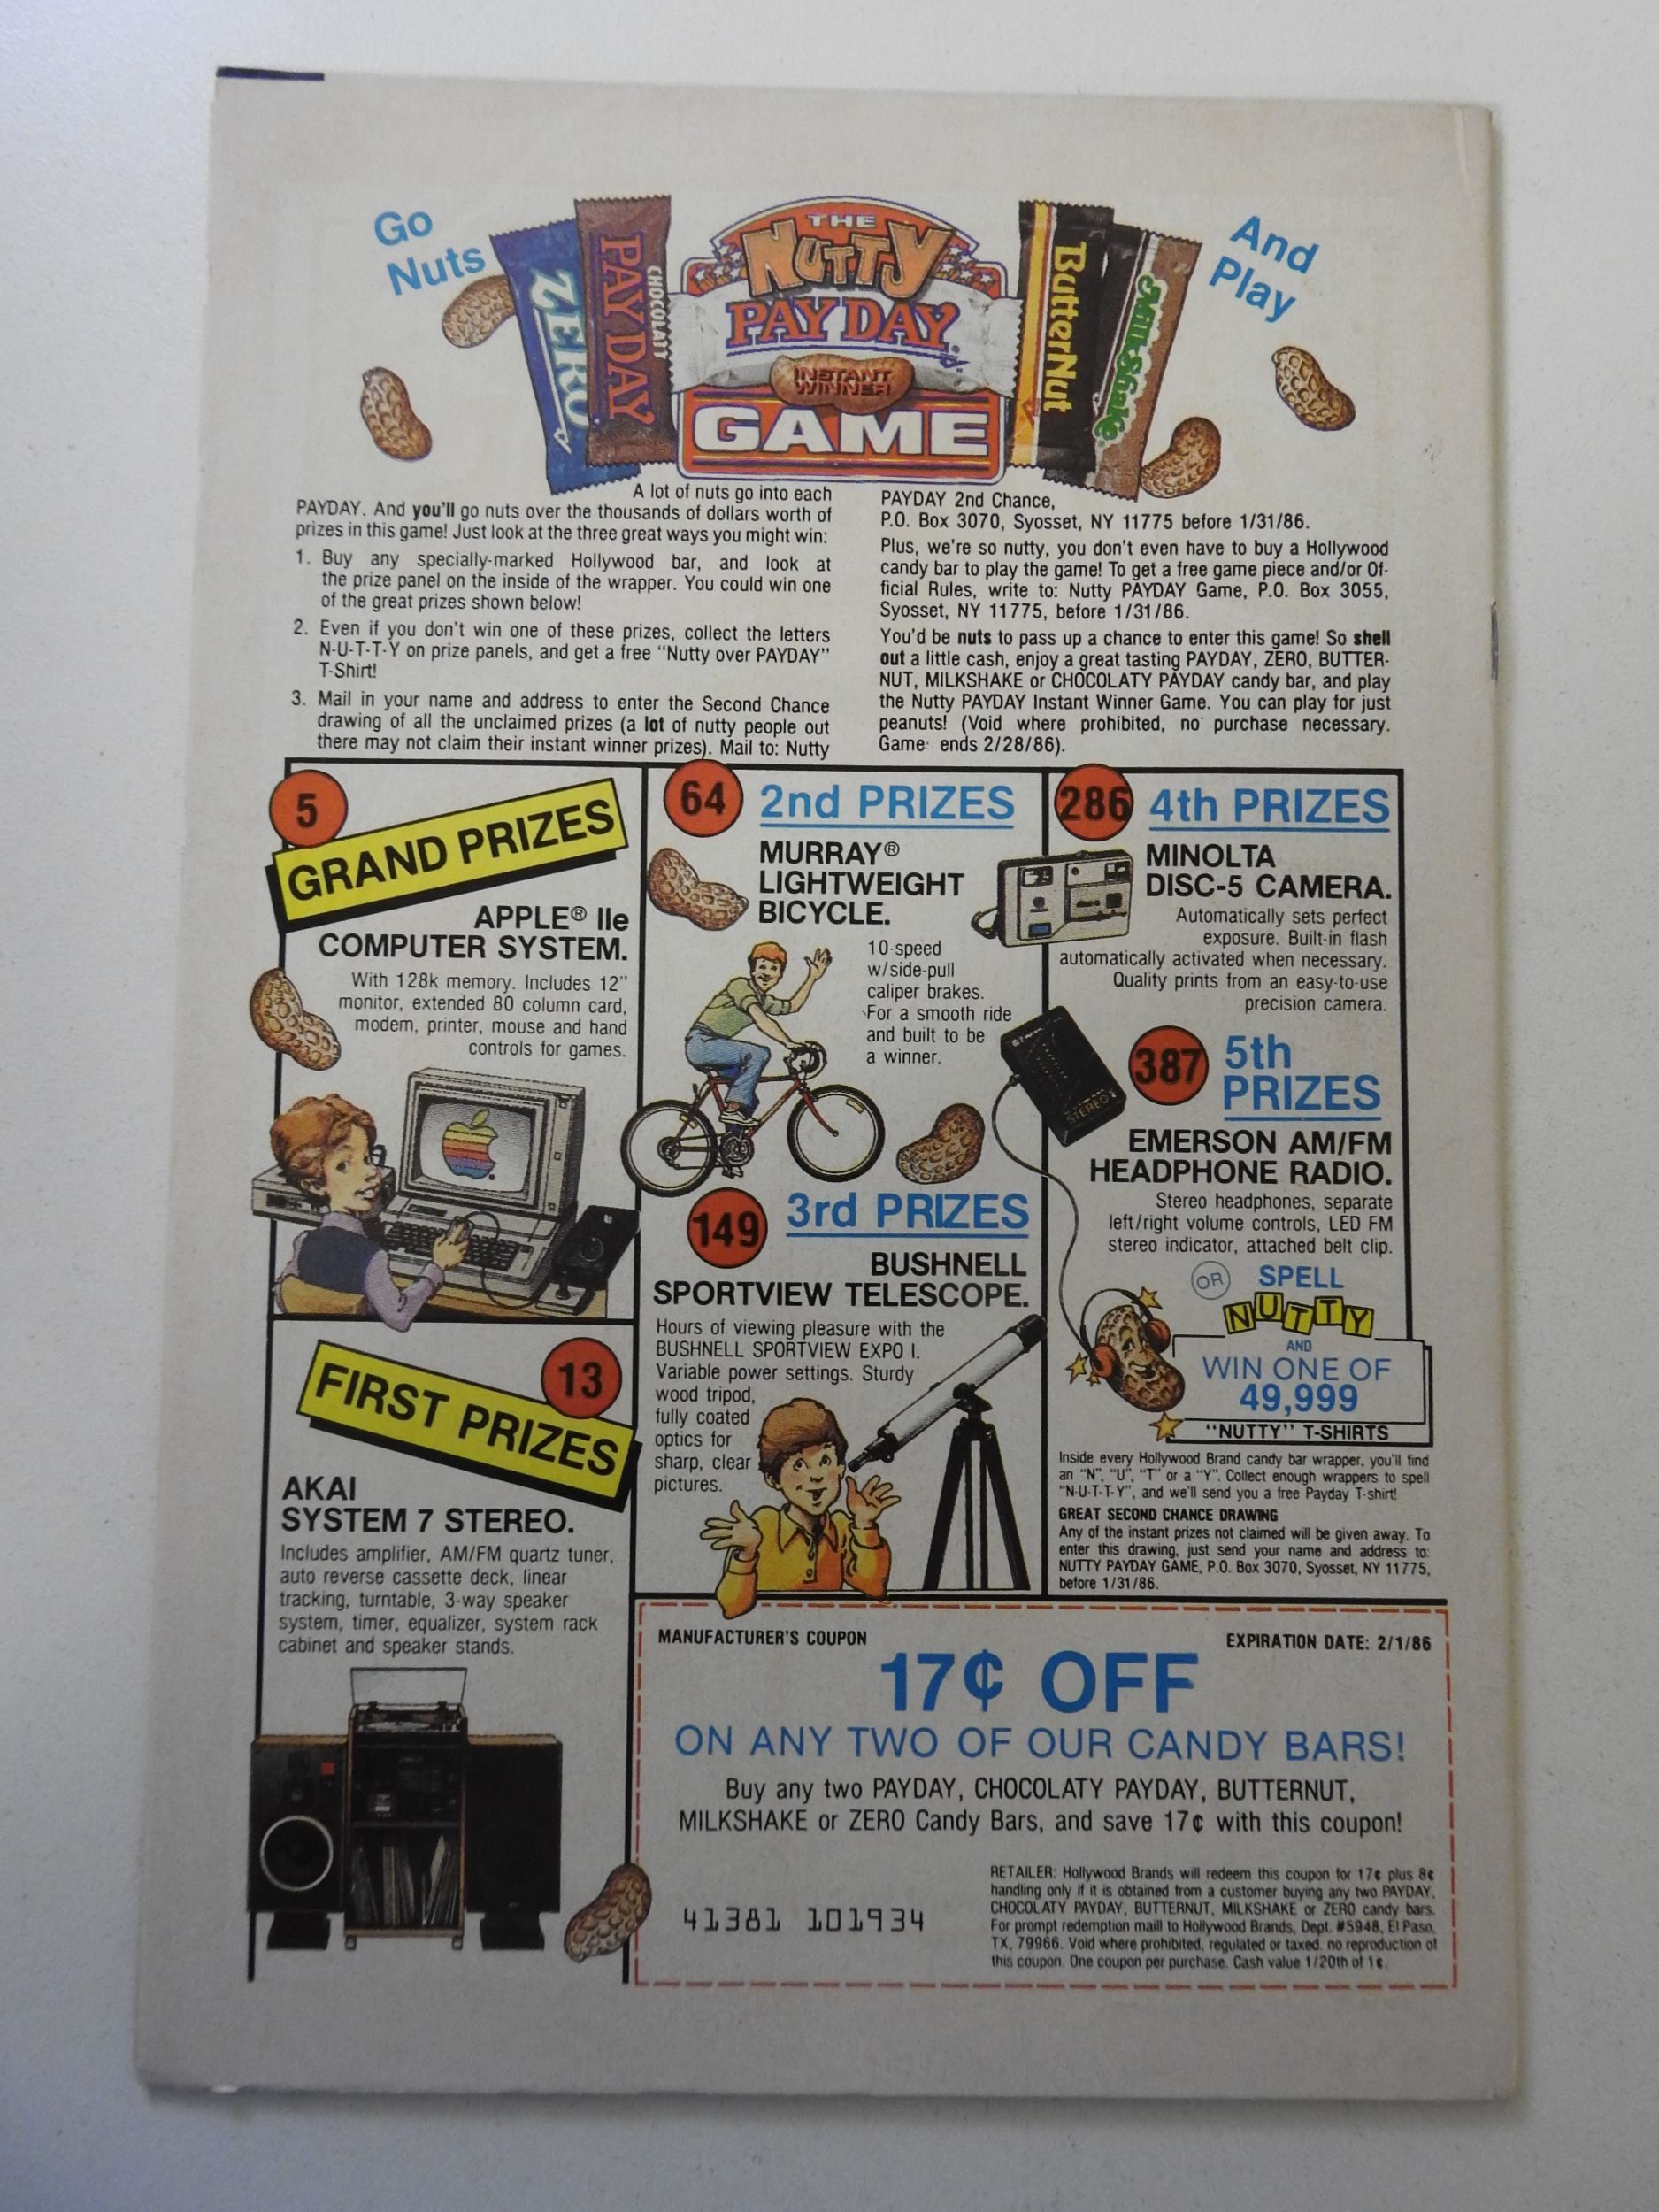 Go
Nuts
ZERO
CHOCOLATY
PAY DAY
THE
NUTTY
PAY DAY
INSTANT
WINNER
GAME
ButterNut
Milk Shake
And
Play
A lot of nuts go into each
PAYDAY. And you'll go nuts over the thousands of dollars worth of
prizes in this game! Just look at the three great ways you might win:
1. Buy any specially-marked Hollywood bar, and look at
the prize panel on the inside of the wrapper. You could win one
of the great prizes shown below!
2. Even if you don't win one of these prizes, collect the letters
N-U-T-T-Y on prize panels, and get a free "Nutty over PAYDAY"
T-Shirt!
3. Mail in your name and address to enter the Second Chance
drawing of all the unclaimed prizes (a lot of nutty people out
there may not claim their instant winner prizes). Mail to: Nutty
PAYDAY 2nd Chance,
P.O. Box 3070, Syosset, NY 11775 before 1/31/86.
Plus, we're so nutty, you don't even have to buy a Hollywood
candy bar to play the game! To get a free game piece and/or Of-
ficial Rules, write to: Nutty PAYDAY Game, P.O. Box 3055,
Syosset, NY 11775, before 1/31/86.
You'd be nuts to pass up a chance to enter this game! So shell
out a little cash, enjoy a great tasting PAYDAY, ZERO, BUTTER-
NUT, MILKSHAKE or CHOCOLATY PAYDAY candy bar, and play
the Nutty PAYDAY Instant Winner Game. You can play for just
peanuts! (Void where prohibited, no purchase necessary.
Game ends 2/28/86).
5
GRAND PRIZES
APPLE® IIe
COMPUTER SYSTEM.
With 128k memory. Includes 12"
monitor, extended 80 column card,
modem, printer, mouse and hand
controls for games.
13
FIRST PRIZES
AKAI
SYSTEM 7 STEREO.
Includes amplifier, AM/FM quartz tuner,
auto reverse cassette deck, linear
tracking, turntable, 3-way speaker
system, timer, equalizer, system rack
cabinet and speaker stands.
64
2nd PRIZES
MURRAY®
LIGHTWEIGHT
BICYCLE.
10-speed
w/side-pull
caliper brakes.
For a smooth ride
and built to be
a winner.
149
3rd PRIZES
BUSHNELL
SPORTVIEW TELESCOPE.
Hours of viewing pleasure with the
BUSHNELL SPORTVIEW EXPO I.
Variable power settings. Sturdy
wood tripod,
fully coated
optics for
sharp, clear
pictures.
286
4th PRIZES
MINOLTA
DISC-5 CAMERA.
Automatically sets perfect
exposure. Built-in flash
automatically activated when necessary.
Quality prints from an easy-to-use
precision camera.
387
5th
PRIZES
STEREO
EMERSON AM/FM
HEADPHONE RADIO.
Stereo headphones, separate
left/right volume controls, LED FM
stereo indicator, attached belt clip.
OR
SPELL
NUTTY
AND
WIN ONE OF
49,999
"NUTTY" T-SHIRTS
Inside every Hollywood Brand candy bar wrapper, you'll find
an "N", "U", "T" or a "Y". Collect enough wrappers to spell
"N-U-T-T-Y", and we'll send you a free Payday T-shirt!
GREAT SECOND CHANCE DRAWING
Any of the instant prizes not claimed will be given away. To
enter this drawing, just send your name and address to:
NUTTY PAYDAY GAME, P.O. Box 3070, Syosset, NY 11775,
before 1/31/86.
MANUFACTURER'S COUPON
EXPIRATION DATE: 2/1/86
17¢ OFF
ON ANY TWO OF OUR CANDY BARS!
Buy any two PAYDAY, CHOCOLATY PAYDAY, BUTTERNUT,
MILKSHAKE or ZERO Candy Bars, and save 17¢ with this coupon!
41381 101934
RETAILER: Hollywood Brands will redeem this coupon for 17¢ plus 8¢
handling only if it is obtained from a customer buying any two PAYDAY,
CHOCOLATY PAYDAY, BUTTERNUT, MILKSHAKE or ZERO candy bars.
For prompt redemption maill to Hollywood Brands, Dept. #5948, El Paso,
TX, 79966. Void where prohibited, regulated or taxed. no reproduction of
this coupon. One coupon per purchase. Cash value 1/20th of 1¢.